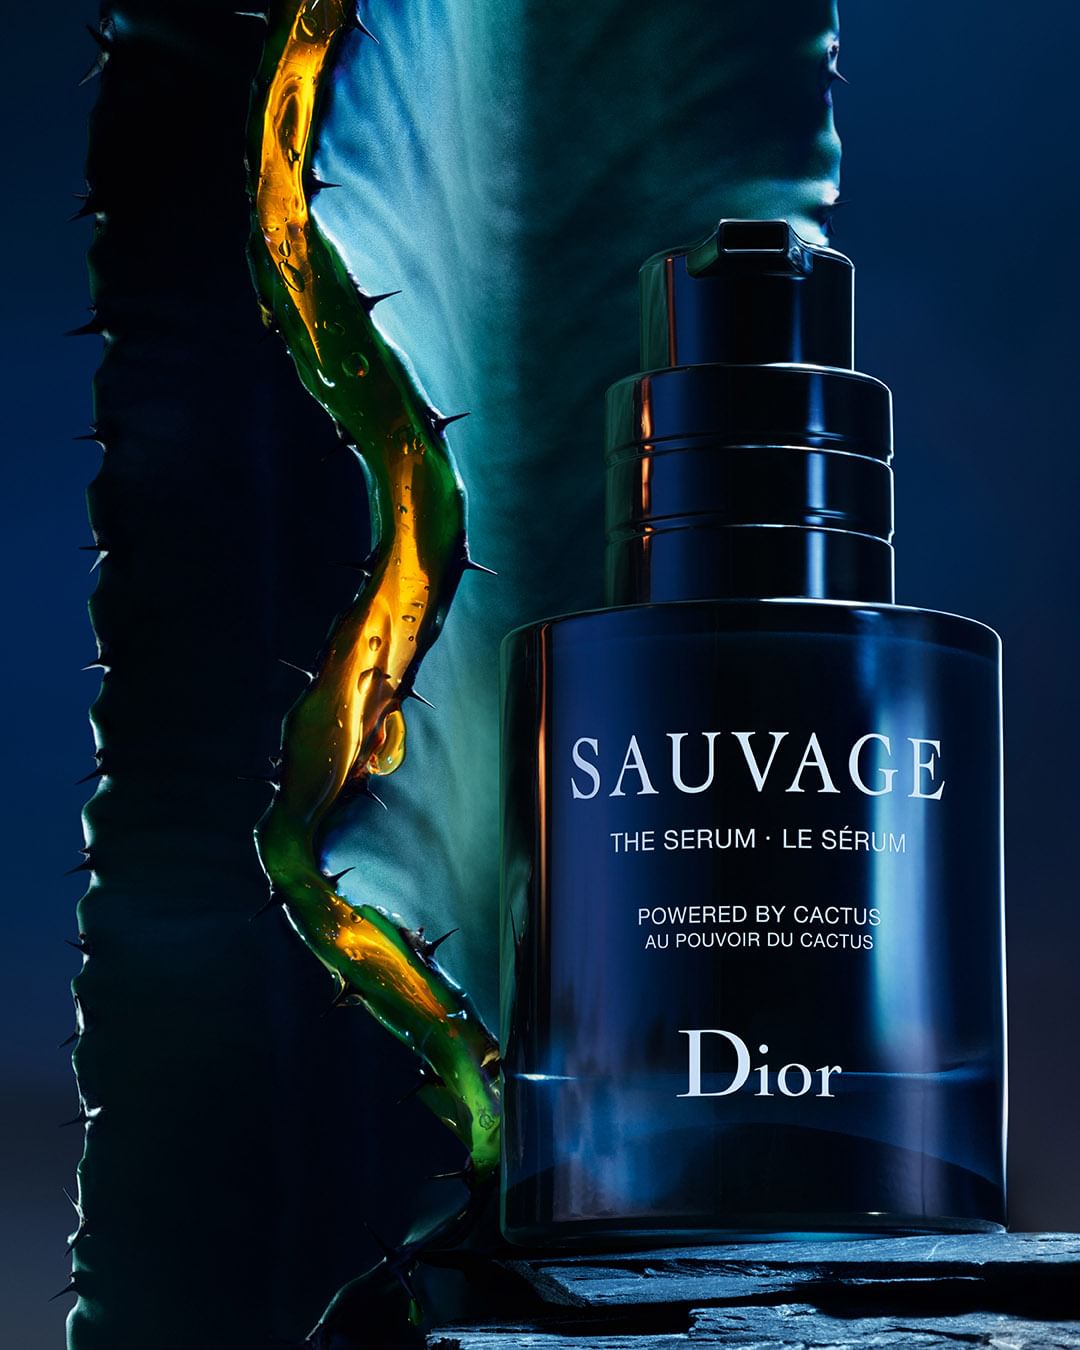 SAUVAGE
THE SERUM · LE SÉRUM
POWERED BY CACTUS
AU POUVOIR DU CACTUS
Dior